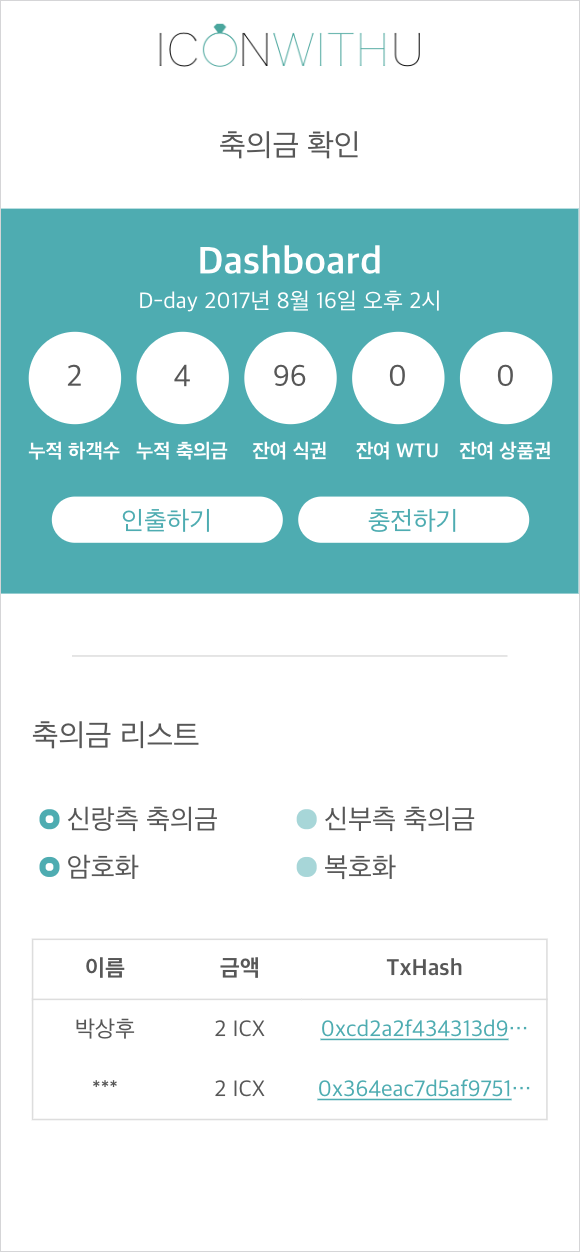 ICONWITHU
축의금 확인
Dashboard
D-day 2017년 8월 16일 오후 2시
2 4 96 0 0
누적 하객수 누적 축의금 잔여 식권 잔여 WTU 잔여 상품권
인출하기 충전하기
축의금 리스트
신랑측 축의금 신부측 축의금
암호화 복호화
이름 금액 TxHash
박상후 2 ICX 0xcd2a2f434313d9…
*** 2 ICX 0x364eac7d5af9751…